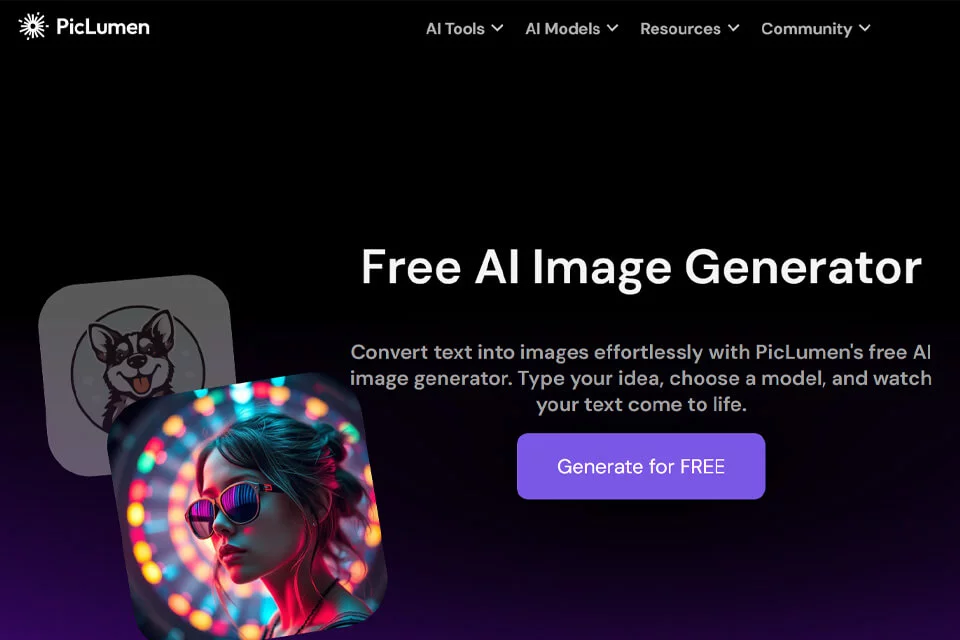 PicLumen
AI Tools
AI Models
Resources
Community
Free AI Image Generator
Convert text into images effortlessly with PicLumen's free AI
image generator. Type your idea, choose a model, and watch
your text come to life.
Generate for FREE